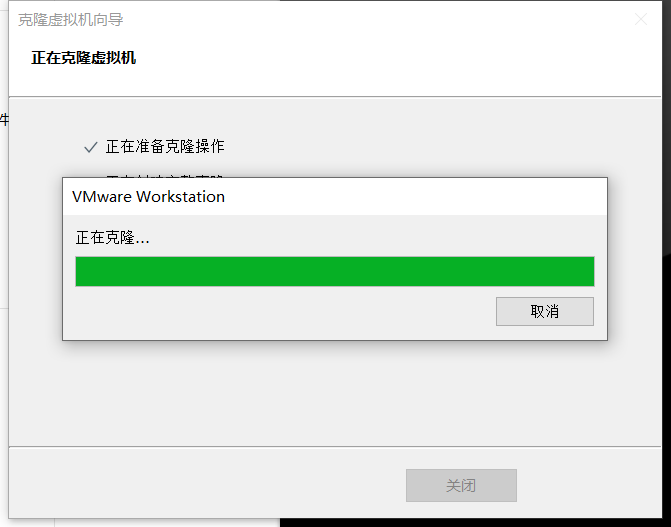 克隆虚拟机向导
正在克隆虚拟机
件
正在准备克隆操作
VMware Workstation
正在克隆...
取消
关闭